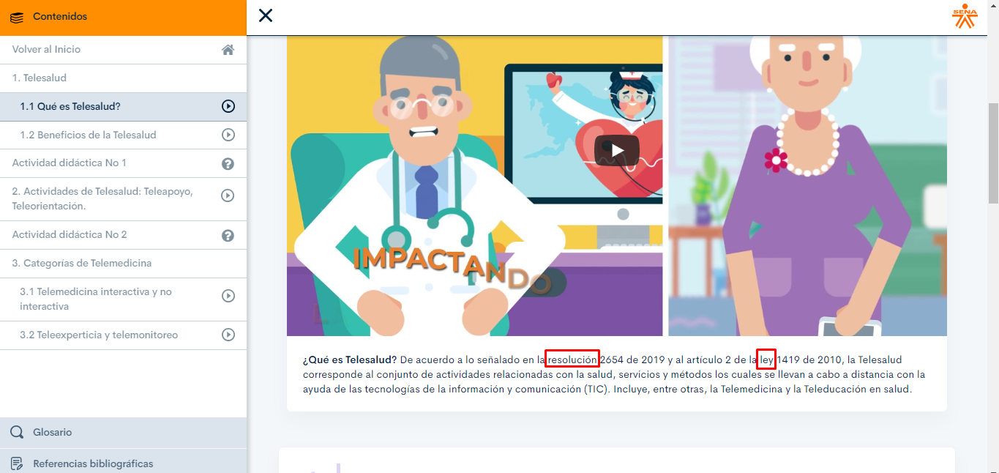 Contenidos
SENA
Volver al Inicio
1. Telesalud
1.1 Qué es Telesalud?
1.2 Beneficios de la Telesalud
Actividad didáctica No 1
2. Actividades de Telesalud: Teleapoyo,
Teleorientación.
Actividad didáctica No 2
3. Categorías de Telemedicina
3.1 Telemedicina interactiva y no
interactiva
3.2 Teleexperticia y telemonitoreo
Glosario
Referencias bibliográficas
IMPACTANDO
¿Qué es Telesalud? De acuerdo a lo señalado en la resolución 2654 de 2019 y al artículo 2 de la ley 1419 de 2010, la Telesalud
corresponde al conjunto de actividades relacionadas con la salud, servicios y métodos los cuales se llevan a cabo a distancia con la
ayuda de las tecnologías de la información y comunicación (TIC). Incluye, entre otras, la Telemedicina y la Teleducación en salud.